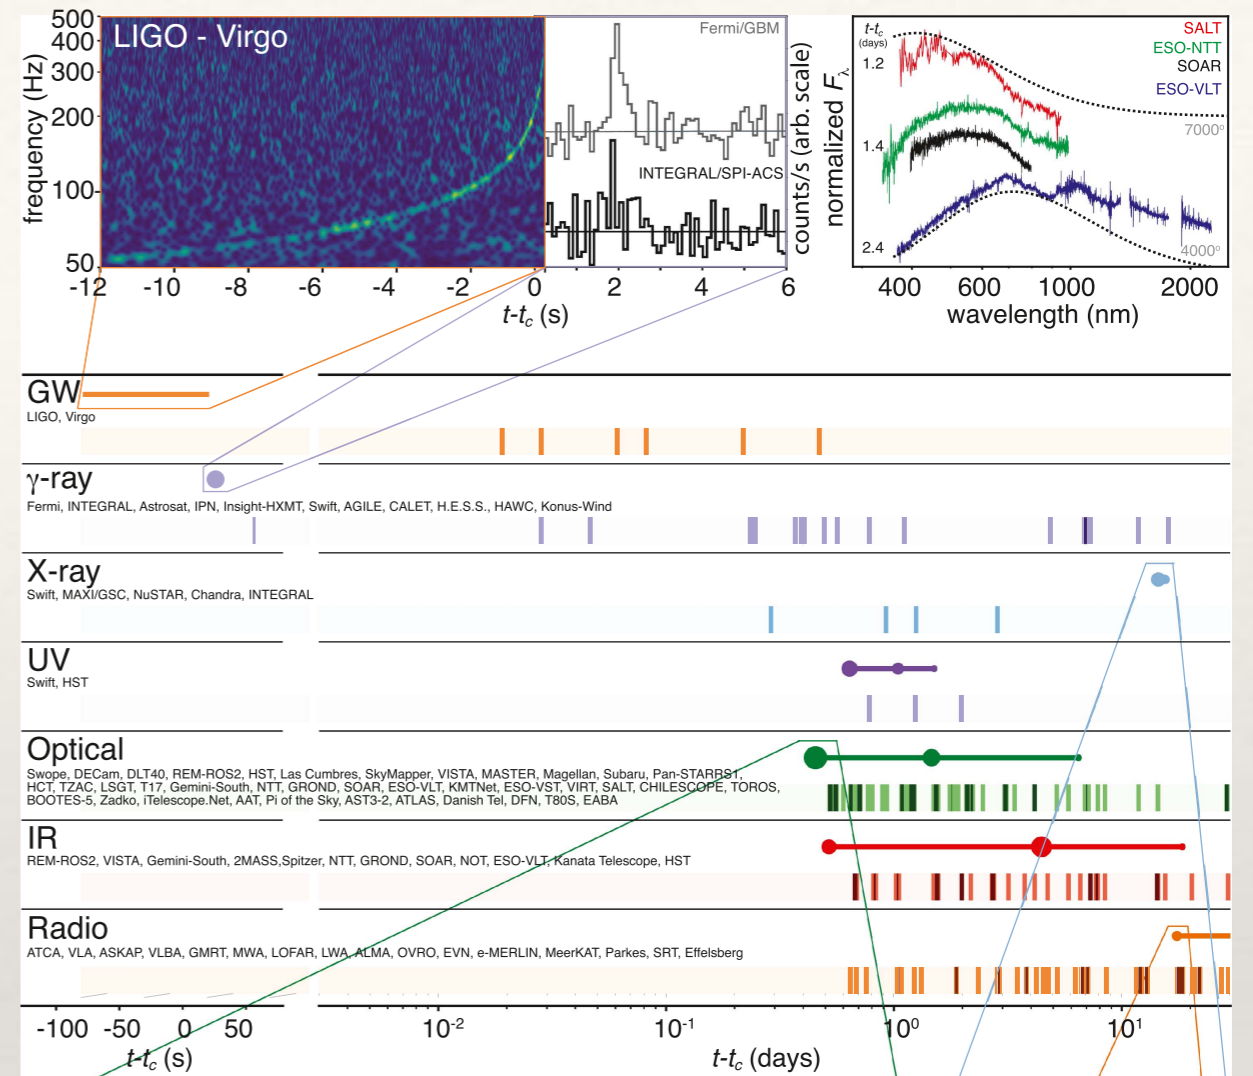 LIGO - Virgo
frequency (Hz)
500
400
300
200
100
50
-12 -10 -8 -6 -4 -2 0 2 4 6
t-tc (s)
Fermi/GBM
INTEGRAL/SPI-ACS
counts/s (arb. scale)
normalized Fλ
t-tc
(days)
1.2
1.4
2.4
SALT
ESO-NTT
SOAR
ESO-VLT
7000°
4000°
400 600 1000 2000
wavelength (nm)
GW
LIGO, Virgo
γ-ray
Fermi, INTEGRAL, Astrosat, IPN, Insight-HXMT, Swift, AGILE, CALET, H.E.S.S., HAWC, Konus-Wind
X-ray
Swift, MAXI/GSC, NuSTAR, Chandra, INTEGRAL
UV
Swift, HST
Optical
Swope, DECam, DLT40, REM-ROS2, HST, Las Cumbres, SkyMapper, VISTA, MASTER, Magellan, Subaru, Pan-STARRS1,
HCT, TZAC, LSGT, T17, Gemini-South, NTT, GROND, SOAR, ESO-VLT, KMTNet, ESO-VST, VIRT, SALT, CHILESCOPE, TOROS,
BOOTES-5, Zadko, iTelescope.Net, AAT, Pi of the Sky, AST3-2, ATLAS, Danish Tel, DFN, T80S, EABA
IR
REM-ROS2, VISTA, Gemini-South, 2MASS,Spitzer, NTT, GROND, SOAR, NOT, ESO-VLT, Kanata Telescope, HST
Radio
ATCA, VLA, ASKAP, VLBA, GMRT, MWA, LOFAR, LWA, ALMA, OVRO, EVN, e-MERLIN, MeerKAT, Parkes, SRT, Effelsberg
-100 -50 0 50 10⁻² 10⁻¹ 10⁰ 10¹
t-tc (s) t-tc (days)